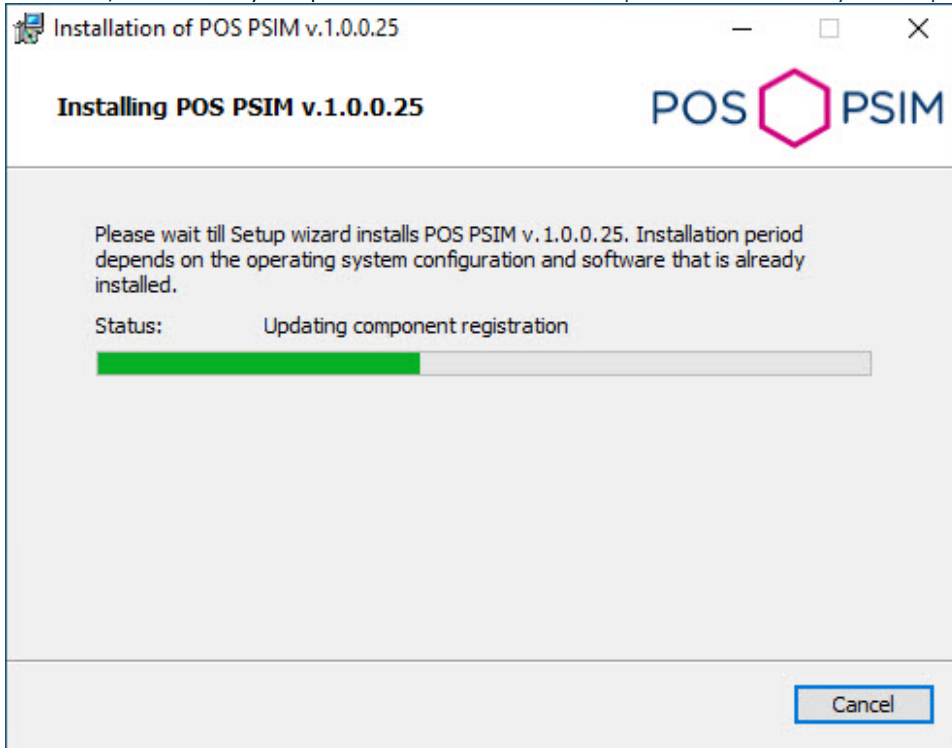 Installation of POS PSIM v.1.0.0.25
Installing POS PSIM v.1.0.0.25
POS PSIM
Please wait till Setup wizard installs POS PSIM v.1.0.0.25. Installation period
depends on the operating system configuration and software that is already
installed.
Status: Updating component registration
Cancel